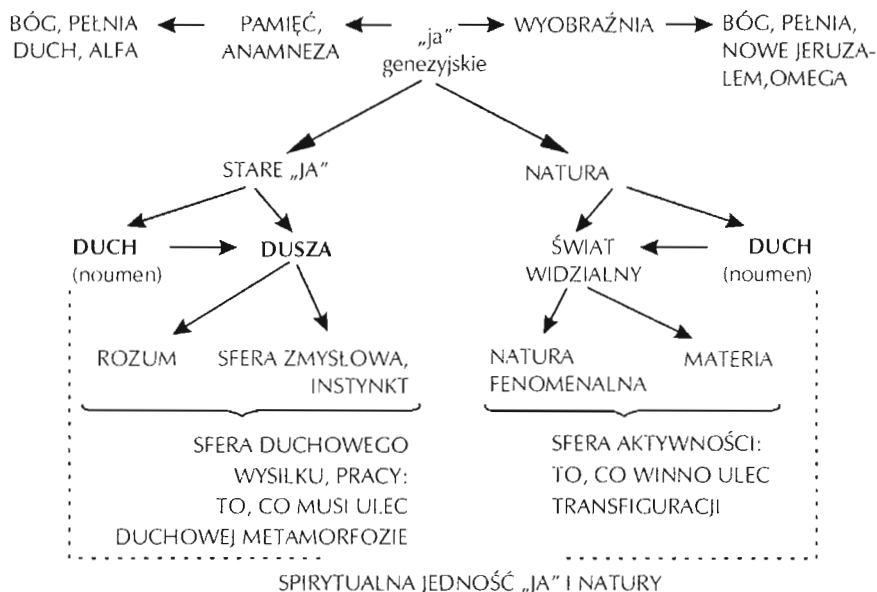 BÓG, PEŁNIA
DUCH, ALFA
PAMIĘĆ,
ANAMNEZA
„ja”
genezyjskie
WYOBRAŹNIA
BÓG, PEŁNIA,
NOWE JERUZA-
LEM,OMEGA
STARE „JA”
NATURA
DUCH
(noumen)
DUSZA
ŚWIAT
WIDZIALNY
DUCH
(noumen)
ROZUM
SFERA ZMYSŁOWA,
INSTYNKT
NATURA
FENOMENALNA
MATERIA
SFERA DUCHOWEGO
WYSIŁKU, PRACY:
TO, CO MUSI ULEC
DUCHOWEJ METAMORFOZIE
SFERA AKTYWNOŚCI:
TO, CO WINNO ULEC
TRANSFIGURACJI
SPIRYTUALNA JEDNOŚĆ „JA” I NATURY